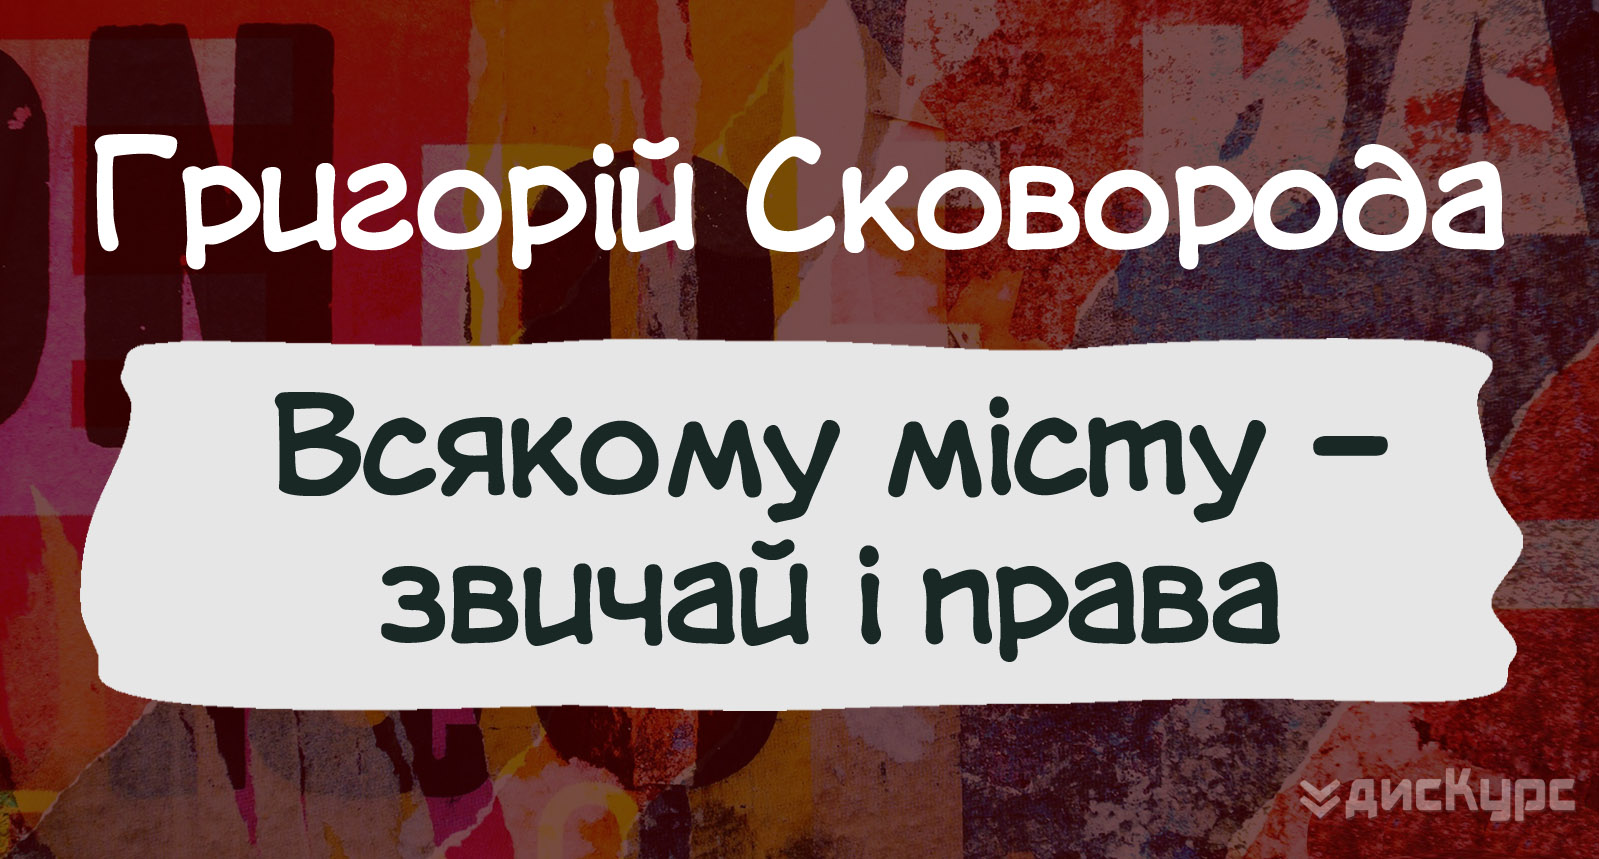 Григорій Сковорода
Всякому місту –
звичай і права
дисКурс